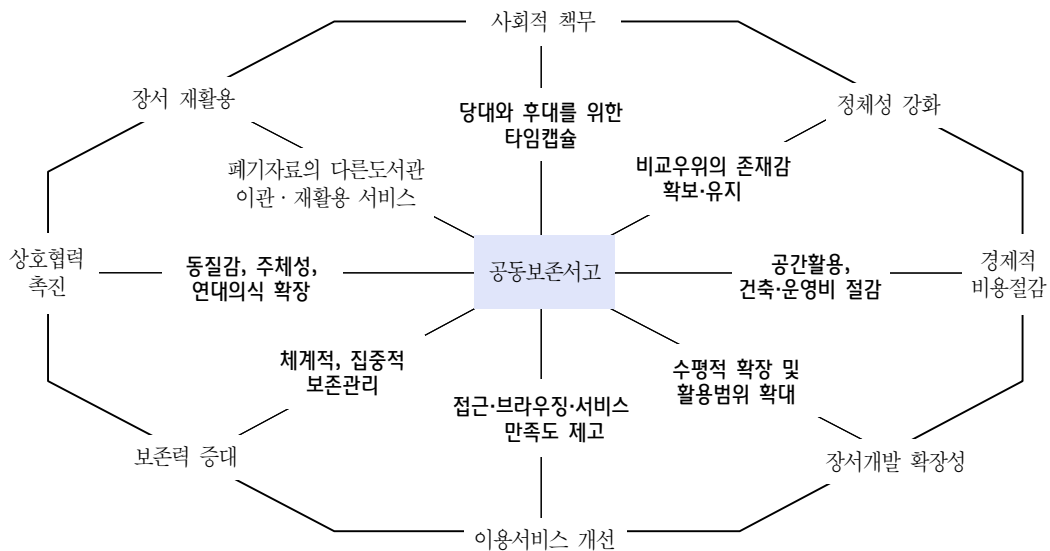 사회적 책무
장서 재활용
정체성 강화
당대와 후대를 위한
타임캡슐
폐기자료의 다른도서관
이관 · 재활용 서비스
비교우위의 존재감
확보·유지
상호협력
촉진
동질감, 주체성,
연대의식 확장
공동보존서고
공간활용,
건축·운영비 절감
경제적
비용절감
체계적, 집중적
보존관리
접근·브라우징·서비스
만족도 제고
수평적 확장 및
활용범위 확대
보존력 증대
장서개발 확장성
이용서비스 개선